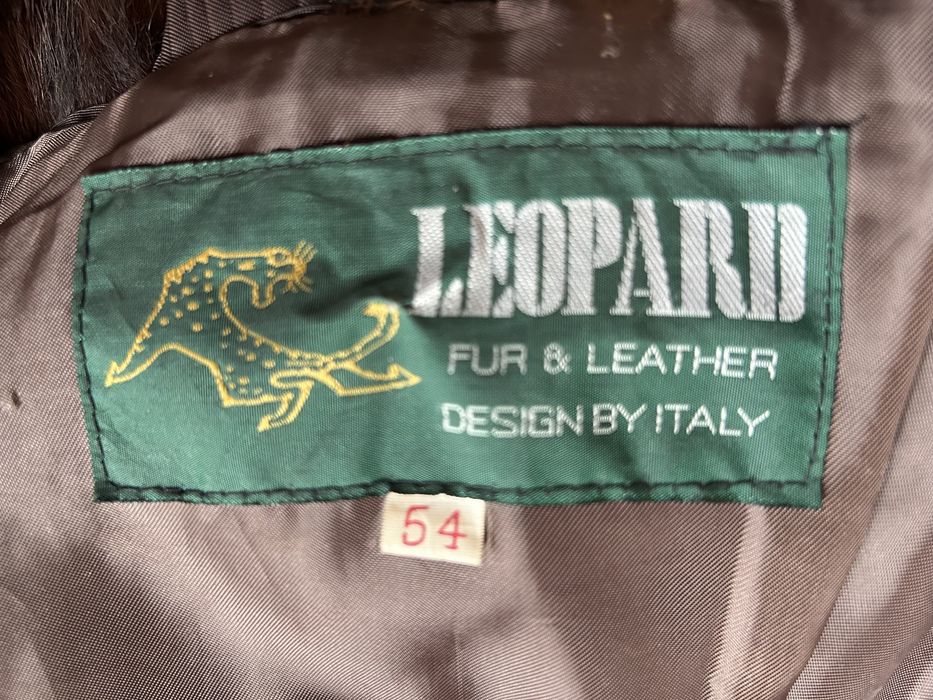 LEOPARD
FUR & LEATHER
DESIGN BY ITALY
54